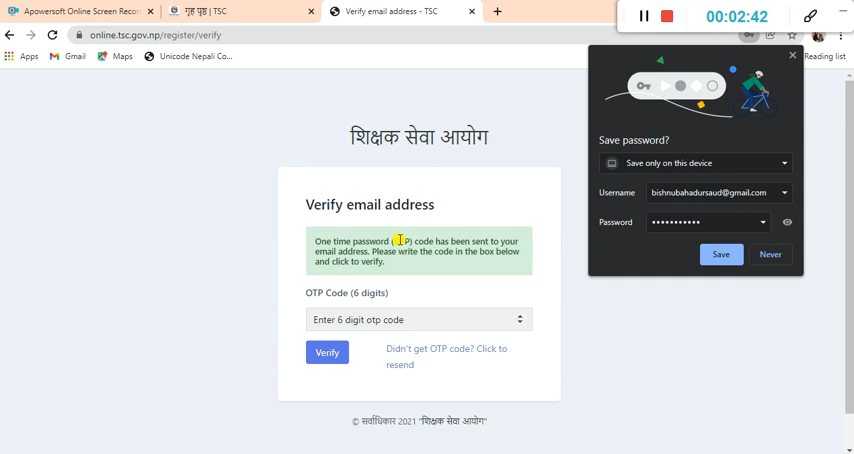 Apowersoft Online Screen Recor
गृह पृष्ठ | TSC
Verify email address - TSC
00:02:42
online.tsc.gov.np/register/verify
Apps
Gmail
Maps
Unicode Nepali Co...
Reading list
शिक्षक सेवा आयोग
Verify email address
One time password ( P) code has been sent to your
email address. Please write the code in the box below
and click to verify.
OTP Code (6 digits)
Enter 6 digit otp code
Verify
Didn't get OTP code? Click to
resend
© सर्वाधिकार 2021 "शिक्षक सेवा आयोग"
Save password?
Save only on this device
Username
bishnubahadursaud@gmail.com
Password
•••••••••••
Save
Never